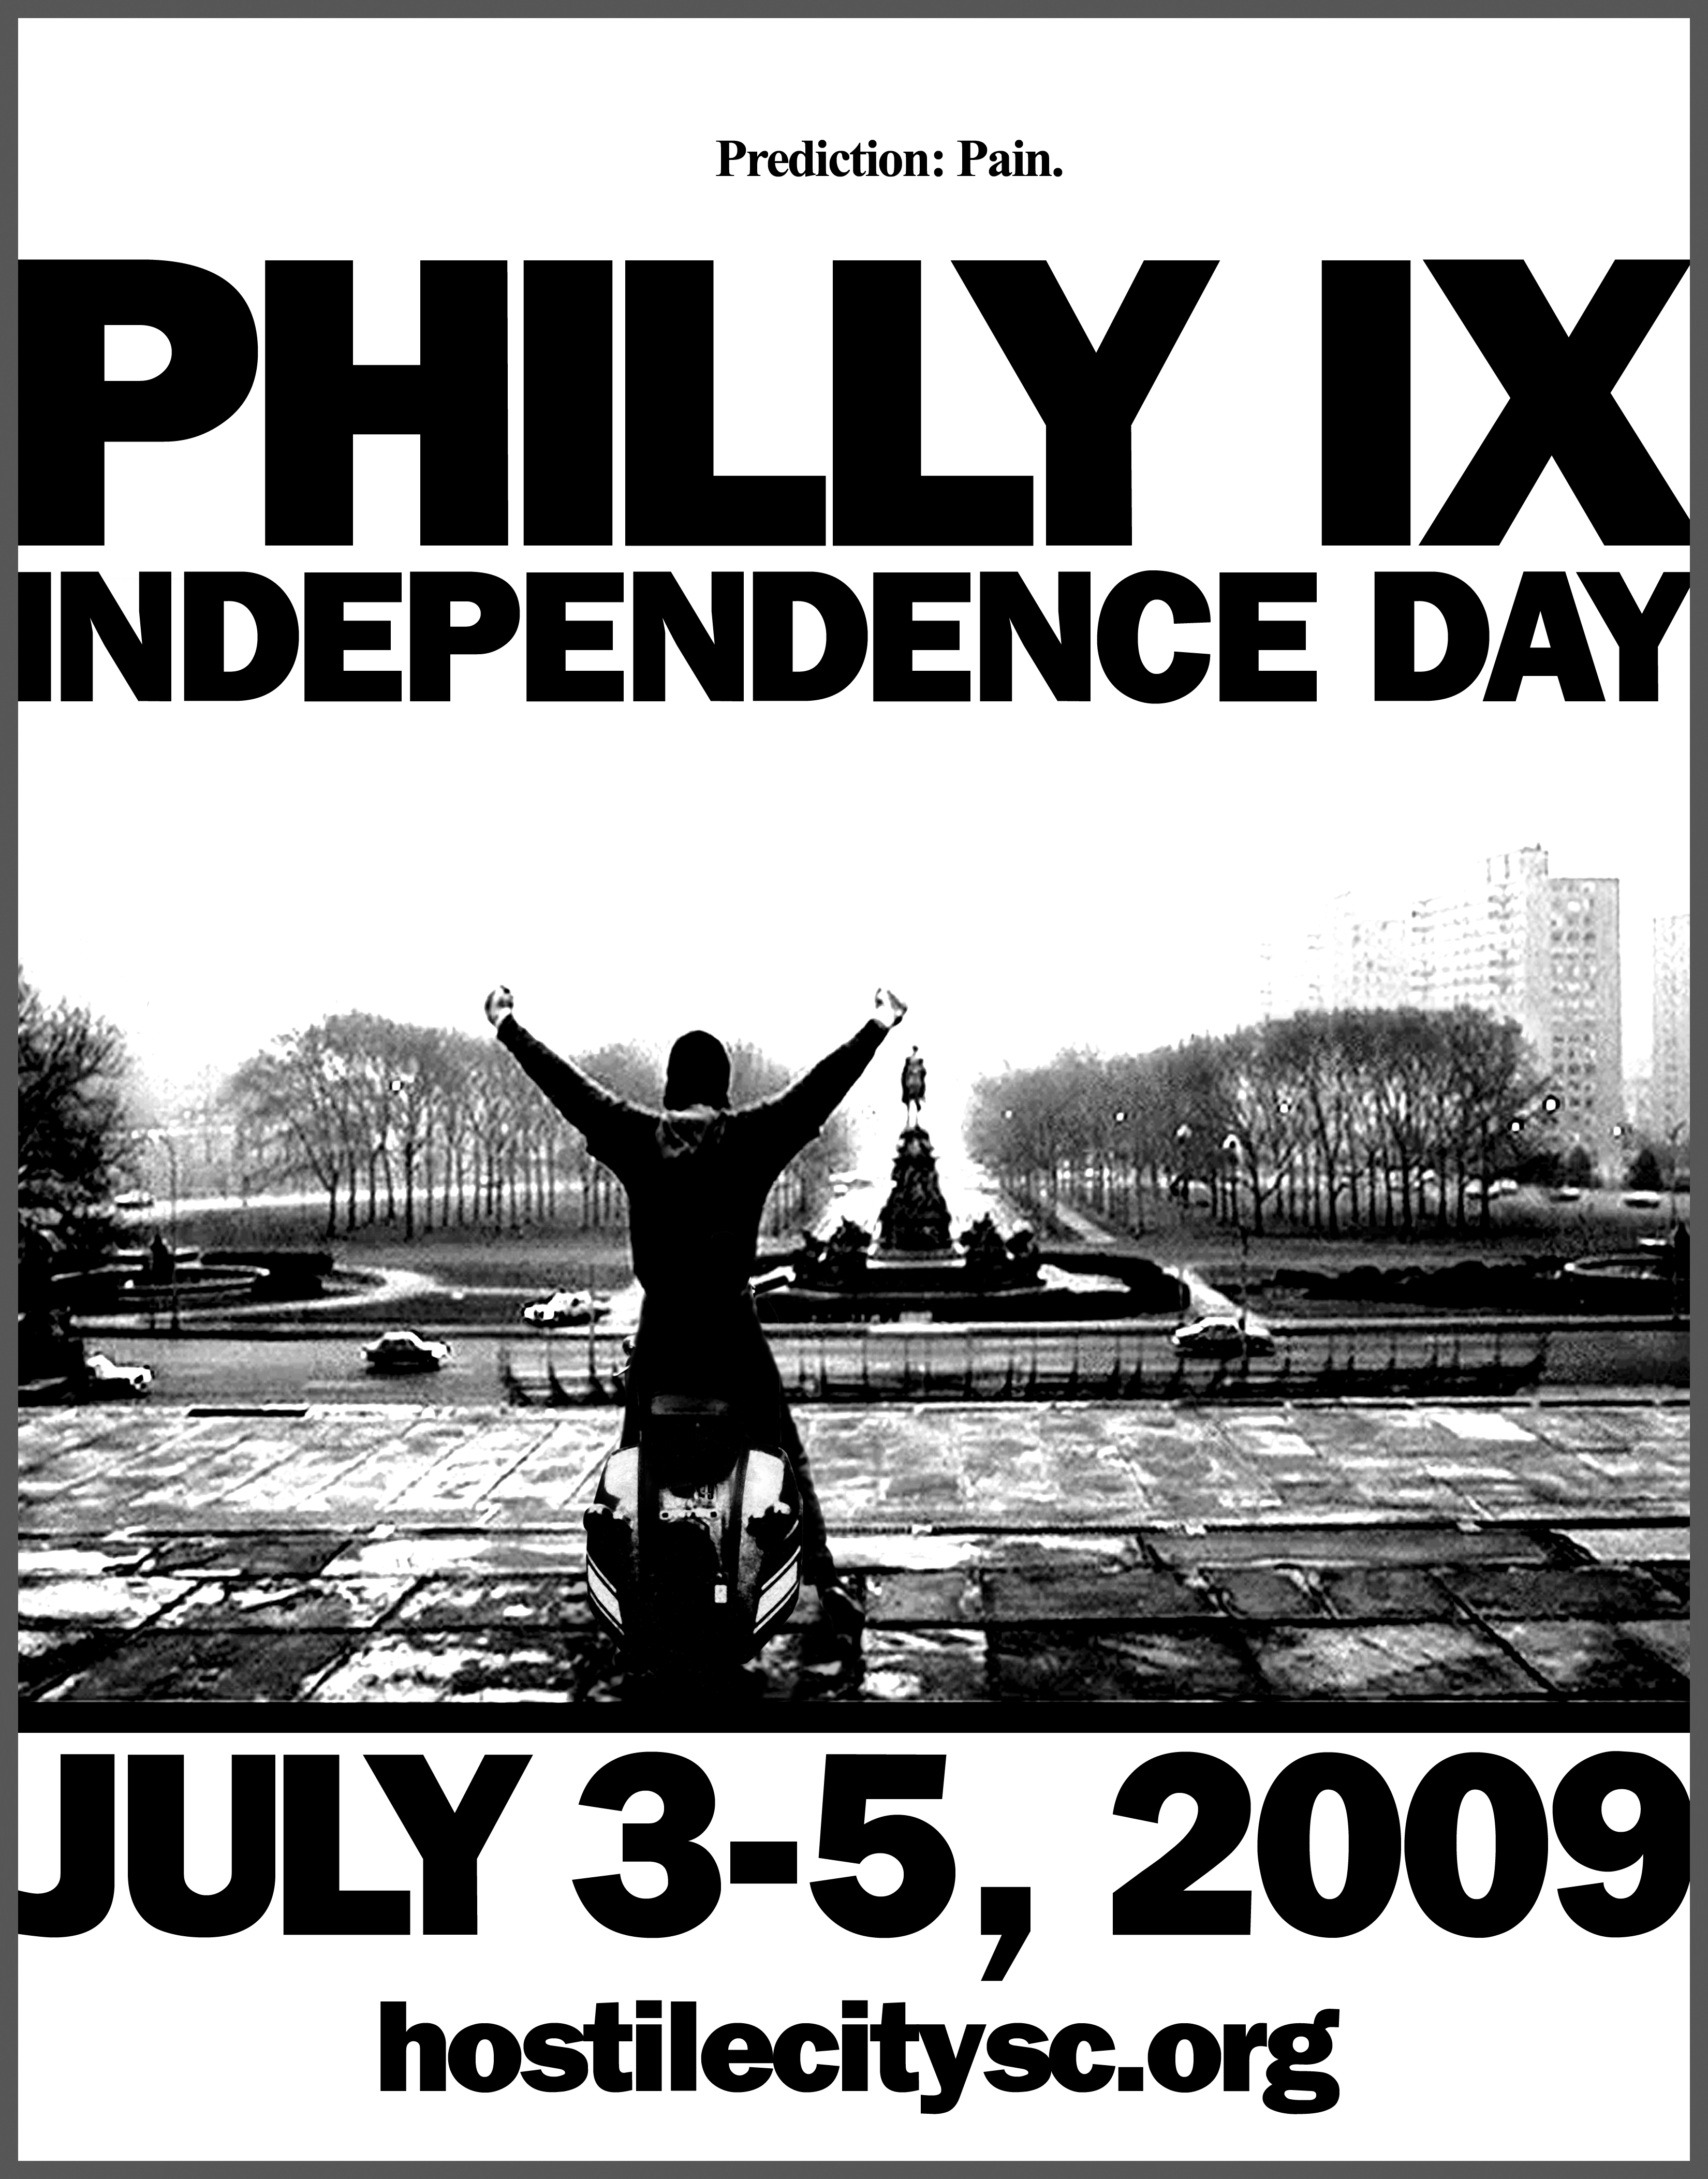 Prediction: Pain.
PHILLY IX
INDEPENDENCE DAY
JULY 3-5, 2009
hostilecitysc.org